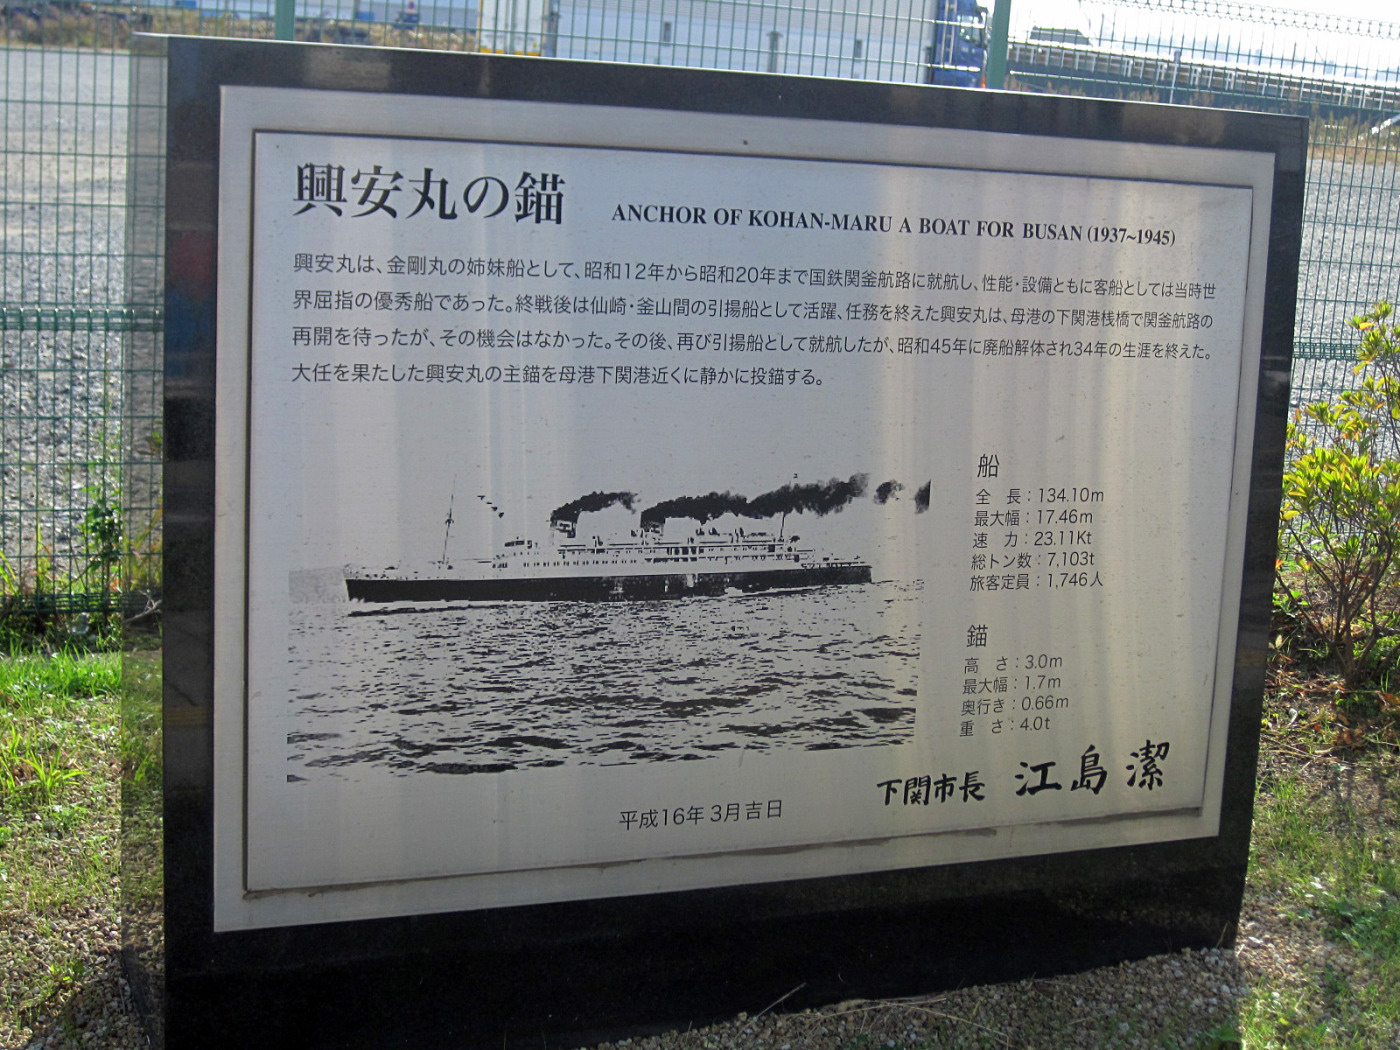 興安丸の錨
ANCHOR OF KOHAN-MARU A BOAT FOR BUSAN (1937~1945)
興安丸は、金剛丸の姉妹船として、昭和12年から昭和20年まで国鉄関釜航路に就航し、性能・設備ともに客船としては当時世
界屈指の優秀船であった。終戦後は仙崎・釜山間の引揚船として活躍、任務を終えた興安丸は、母港の下関港桟橋で関釜航路の
再開を待ったが、その機会はなかった。その後、再び引揚船として就航したが、昭和45年に廃船解体され34年の生涯を終えた。
大任を果たした興安丸の主錨を母港下関港近くに静かに投錨する。
船
全　長：134.10m
最大幅：17.46m
速　力：23.11Kt
総トン数：7,103t
旅客定員：1,746人
錨
高　さ：3.0m
最大幅：1.7m
奥行き：0.66m
重　さ：4.0t
下関市長 江島 潔
平成16年 3月吉日